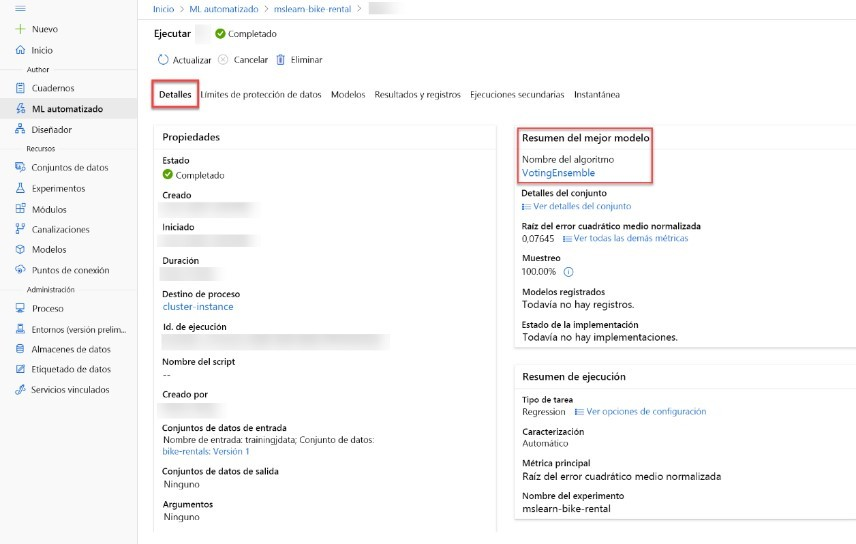 Inicio > ML automatizado > mslearn-bike-rental >
Ejecutar Completado
Actualizar Cancelar Eliminar
Detalles Límites de protección de datos Modelos Resultados y registros Ejecuciones secundarias Instantánea
Nuevo
Inicio
Author
Cuadernos
ML automatizado
Diseñador
Recursos
Conjuntos de datos
Experimentos
Módulos
Canalizaciones
Modelos
Puntos de conexión
Administración
Proceso
Entornos (versión prelim...
Almacenes de datos
Etiquetado de datos
Servicios vinculados
Propiedades
Estado
Completado
Creado
Iniciado
Duración
Destino de proceso
cluster-instance
Id. de ejecución
Nombre del script
--
Creado por
Conjuntos de datos de entrada
Nombre de entrada: trainingjdata; Conjunto de datos:
bike-rentals: Versión 1
Conjuntos de datos de salida
Ninguno
Argumentos
Ninguno
Resumen del mejor modelo
Nombre del algoritmo
VotingEnsemble
Detalles del conjunto
Ver detalles del conjunto
Raíz del error cuadrático medio normalizada
0,07645 Ver todas las demás métricas
Muestreo
100.00%
Modelos registrados
Todavía no hay registros.
Estado de la implementación
Todavía no hay implementaciones.
Resumen de ejecución
Tipo de tarea
Regression Ver opciones de configuración
Caracterización
Automático
Métrica principal
Raíz del error cuadrático medio normalizada
Nombre del experimento
mslearn-bike-rental